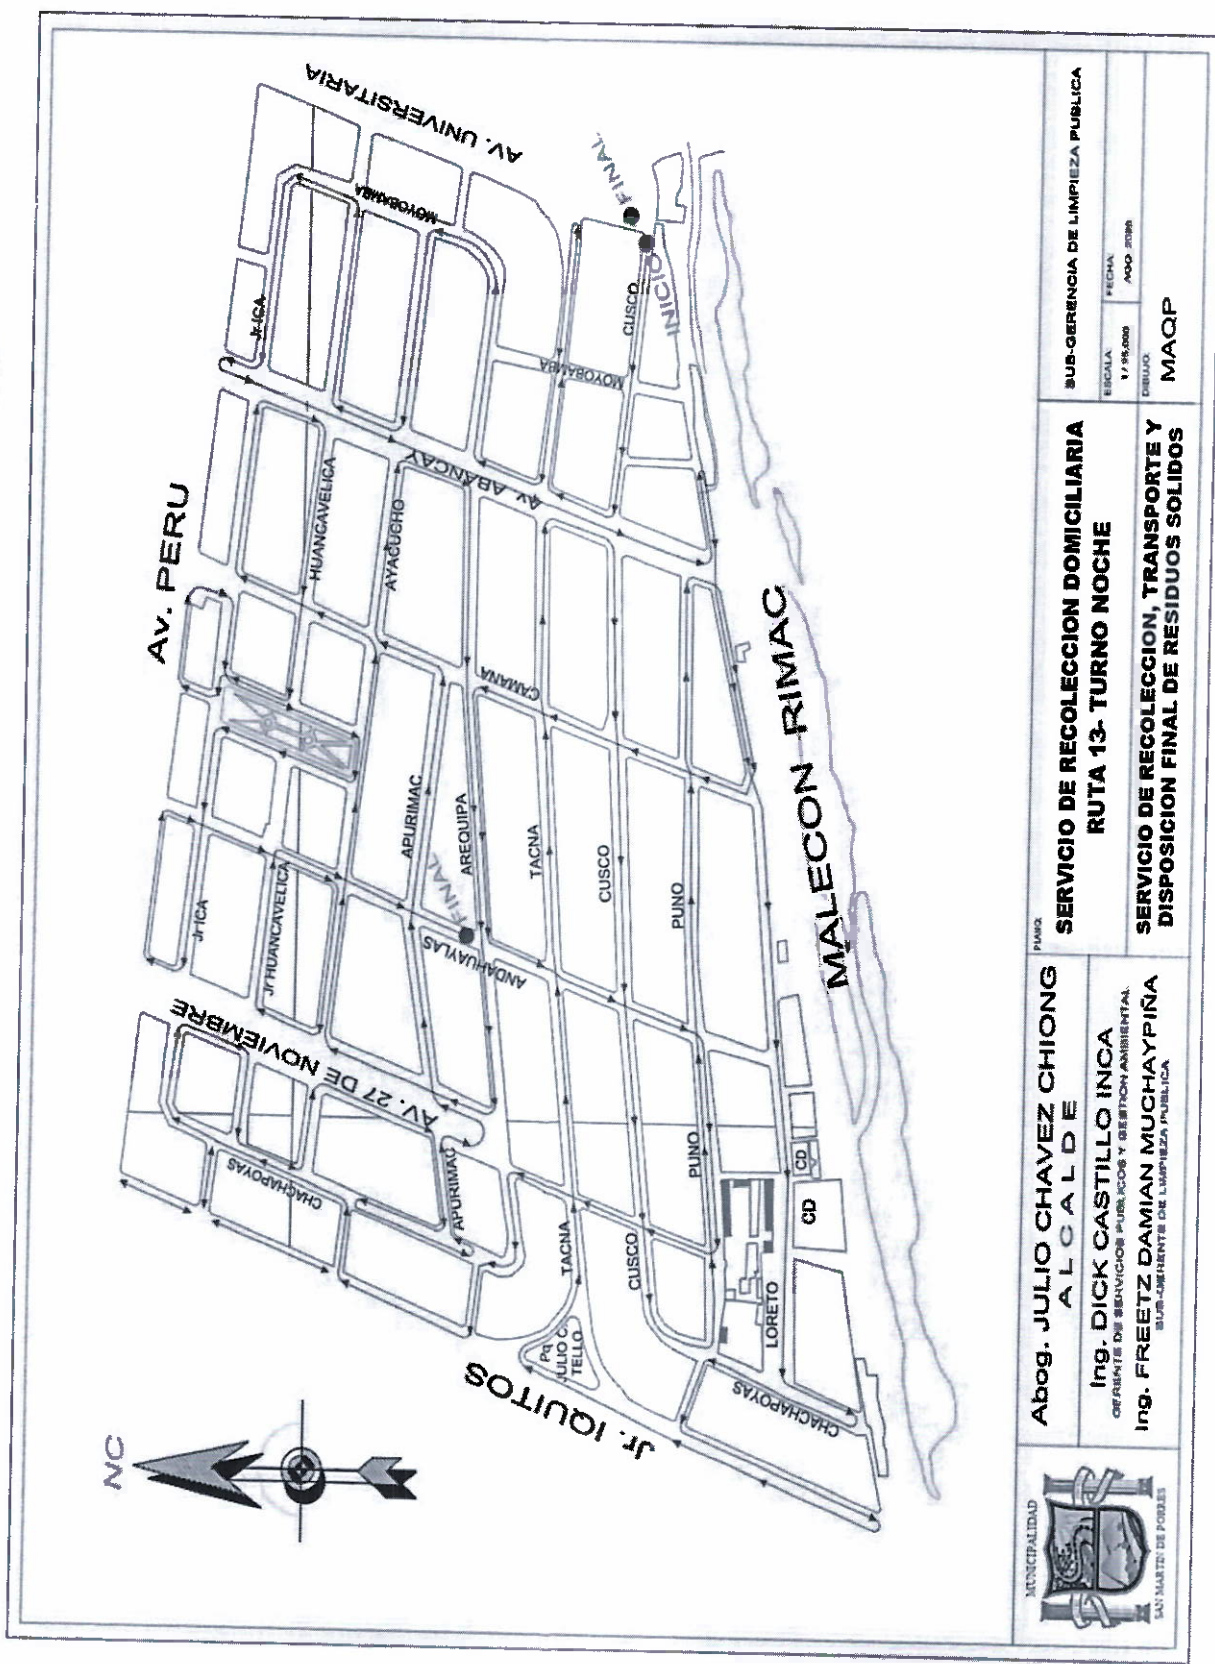 NC
Av. PERU
AV. UNIVERSITARIA
Jr ICA
MOYOBAMBA
HUANCAVELICA
AYACUCHO
AV. ABANCAY
MOYOBAMBA
CUSCO
INICIO
FINAL
Jr ICA
Jr HUANCAVELICA
APURIMAC
AREQUIPA
FINAL
CAMANA
TACNA
CUSCO
PUNO
ANDAHUAYLAS
AV. 27 DE NOVIEMBRE
CHACHAPOYAS
APURIMAC
TACNA
CUSCO
PUNO
Pq
JULIO C.
TELLO
Jr. IQUITOS
LORETO
CD
CD
CHACHAPOYAS
MALECON RIMAC
MUNICIPALIDAD
SAN MARTIN DE PORRES
Abog. JULIO CHAVEZ CHIONG
ALCALDE
Ing. DICK CASTILLO INCA
GERENTE DE SERVICIOS PUBLICOS Y GESTION AMBIENTAL
Ing. FREETZ DAMIAN MUCHAYPIÑA
SUB-GERENTE DE LIMPIEZA PUBLICA
PLANO:
SERVICIO DE RECOLECCION DOMICILIARIA
RUTA 13- TURNO NOCHE
SERVICIO DE RECOLECCION, TRANSPORTE Y
DISPOSICION FINAL DE RESIDUOS SOLIDOS
SUB-GERENCIA DE LIMPIEZA PUBLICA
ESCALA:
FECHA:
AGO
DIBUJO:
MAQP